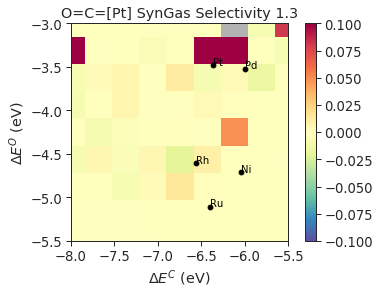 O=C=[Pt] SynGas Selectivity 1.3
−3.0
−3.5
−4.0
−4.5
−5.0
−5.5
ΔE^O (eV)
Pt
Pd
Rh
Ni
Ru
−8.0 −7.5 −7.0 −6.5 −6.0 −5.5
ΔE^C (eV)
0.100
0.075
0.050
0.025
0.000
−0.025
−0.050
−0.075
−0.100